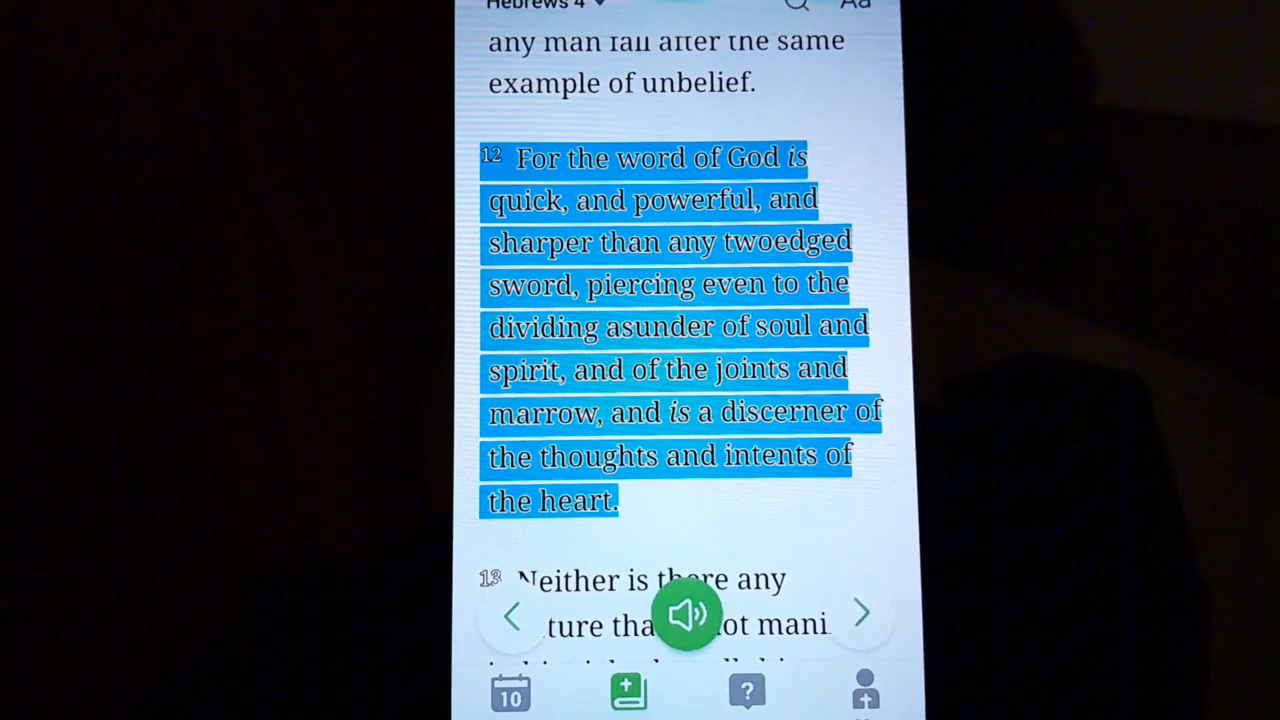 Hebrews 4
Aa
any man fall after the same
example of unbelief.
12 For the word of God is
quick, and powerful, and
sharper than any twoedged
sword, piercing even to the
dividing asunder of soul and
spirit, and of the joints and
marrow, and is a discerner of
the thoughts and intents of
the heart.
13 Neither is there any
ture tha ot mani
10
?